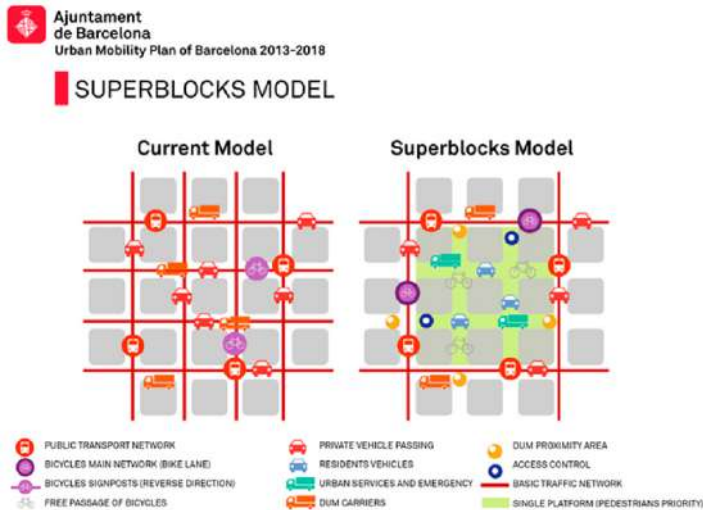 Ajuntament
de Barcelona
Urban Mobility Plan of Barcelona 2013-2018
SUPERBLOCKS MODEL
Current Model
Superblocks Model
PUBLIC TRANSPORT NETWORK
BICYCLES MAIN NETWORK (BIKE LANE)
BICYCLES SIGNPOSTS (REVERSE DIRECTION)
FREE PASSAGE OF BICYCLES
PRIVATE VEHICLE PASSING
RESIDENTS VEHICLES
URBAN SERVICES AND EMERGENCY
DUM CARRIERS
DUM PROXIMITY AREA
ACCESS CONTROL
BASIC TRAFFIC NETWORK
SINGLE PLATFORM (PEDESTRIANS PRIORITY)